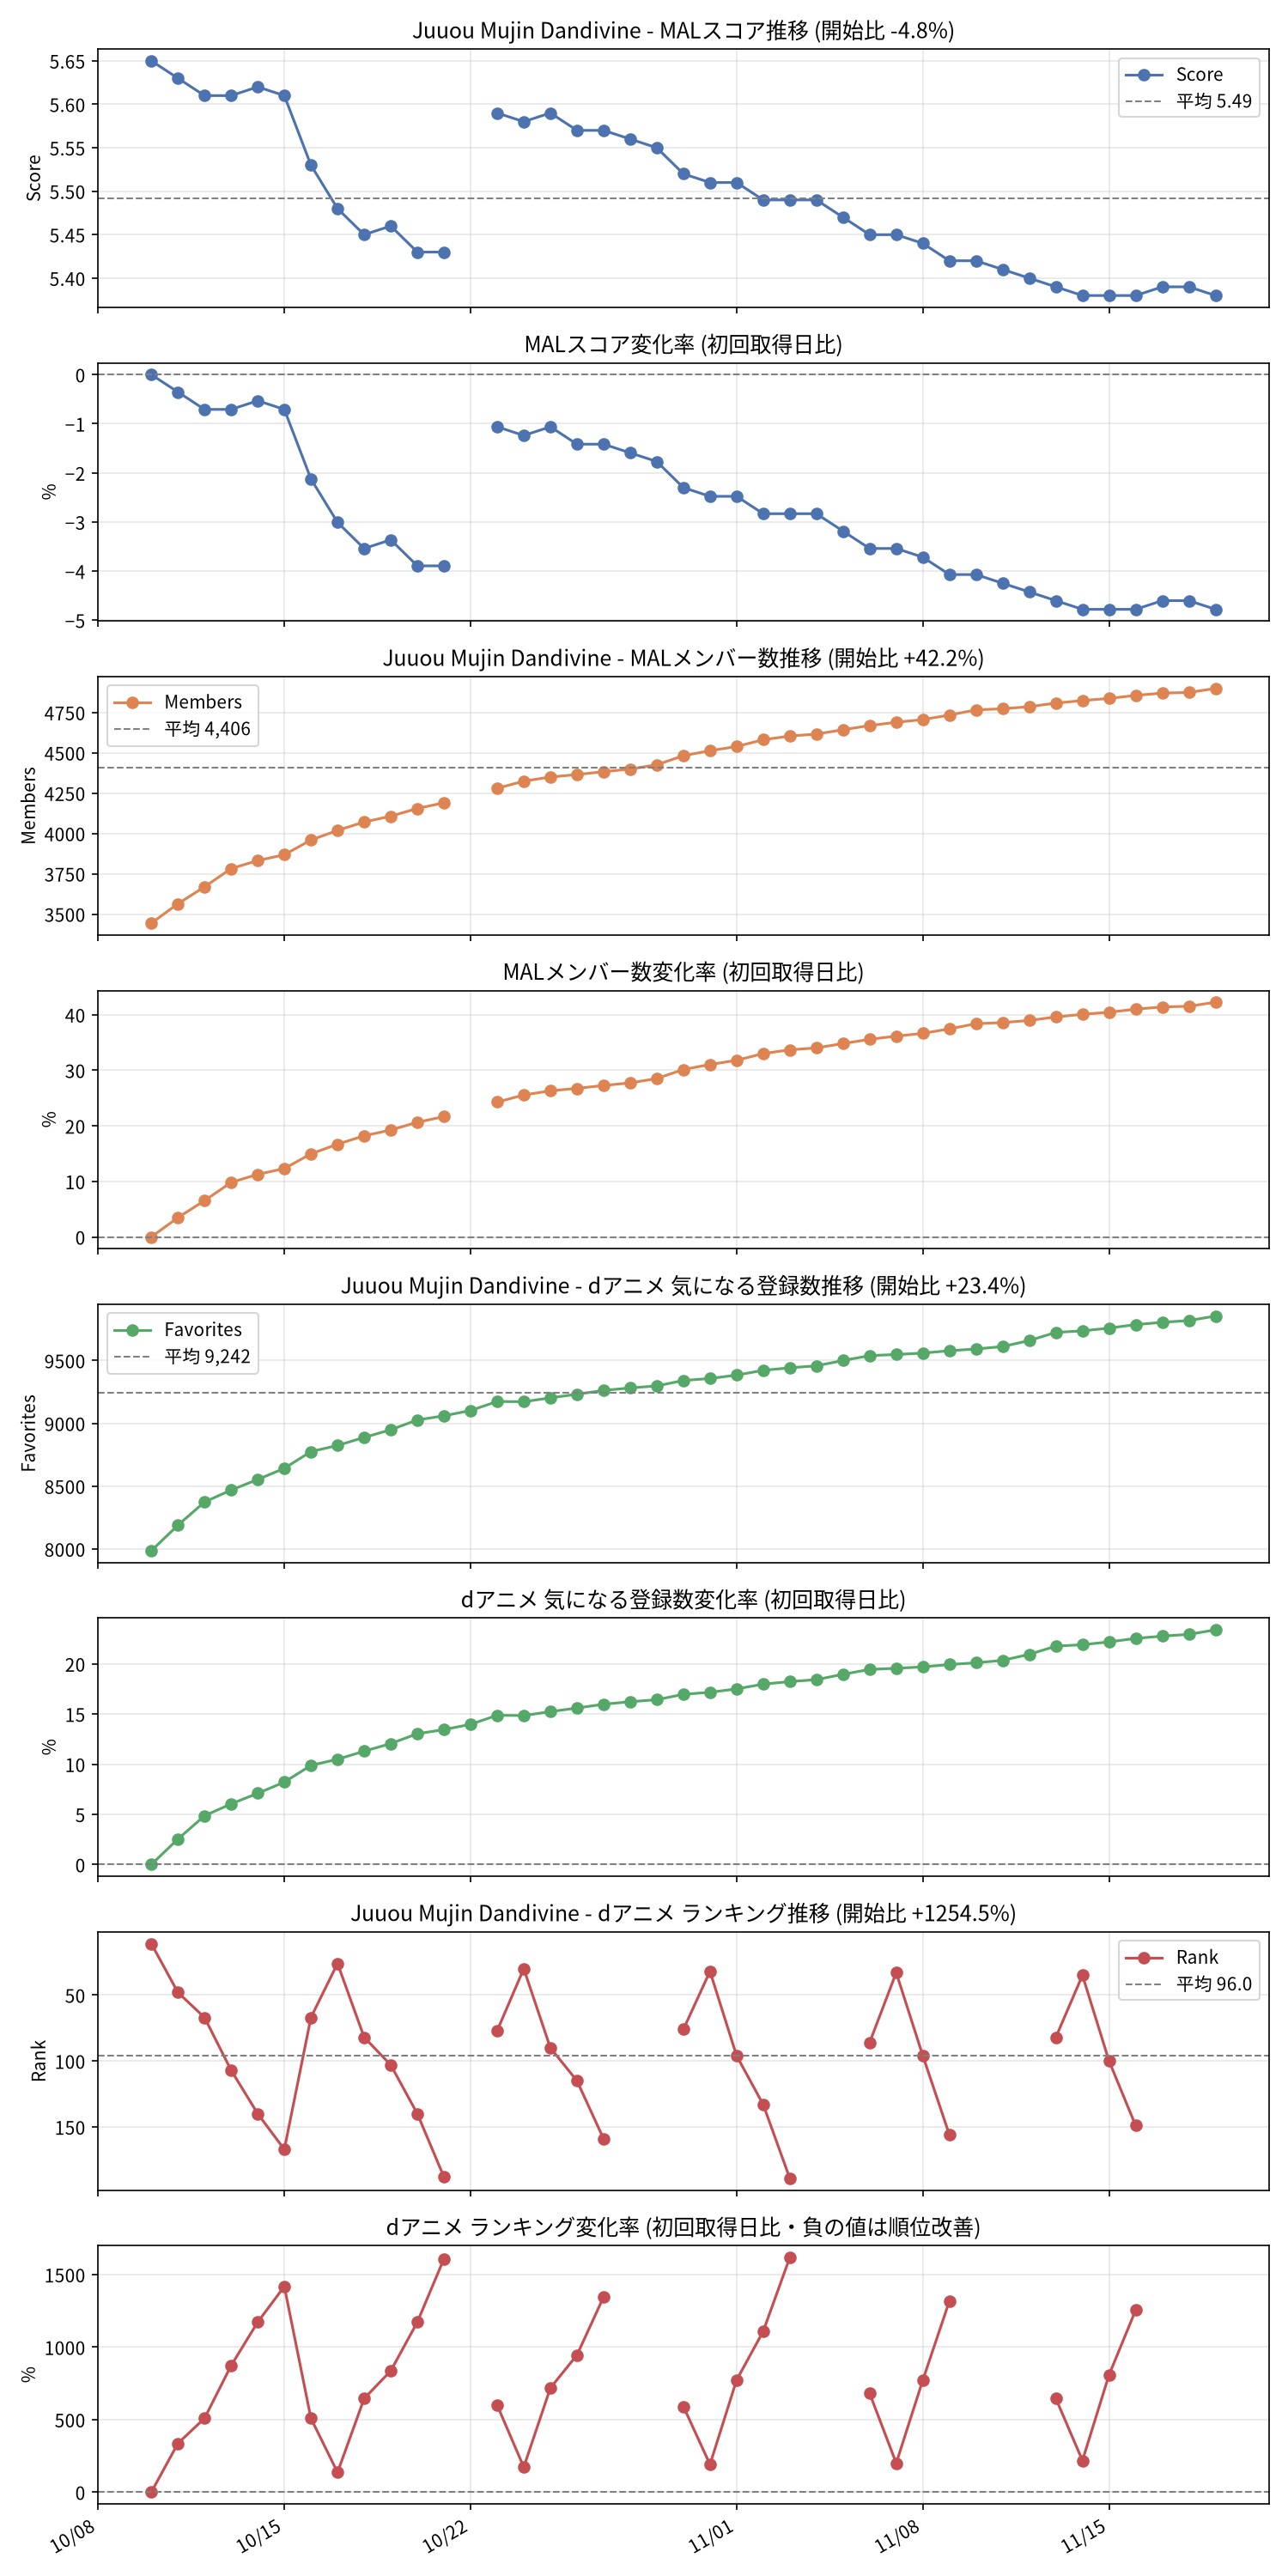 Juuou Mujin Dandivine - MALスコア推移 (開始比 -4.8%)
Score
5.65
5.60
5.55
5.50
5.45
5.40
Score
平均 5.49
MALスコア変化率 (初回取得日比)
%
0
−1
−2
−3
−4
−5
Juuou Mujin Dandivine - MALメンバー数推移 (開始比 +42.2%)
Members
4750
4500
4250
4000
3750
3500
Members
平均 4,406
MALメンバー数変化率 (初回取得日比)
%
40
30
20
10
0
Juuou Mujin Dandivine - dアニメ 気になる登録数推移 (開始比 +23.4%)
Favorites
9500
9000
8500
8000
Favorites
平均 9,242
dアニメ 気になる登録数変化率 (初回取得日比)
%
20
15
10
5
0
Juuou Mujin Dandivine - dアニメ ランキング推移 (開始比 +1254.5%)
Rank
50
100
150
Rank
平均 96.0
dアニメ ランキング変化率 (初回取得日比・負の値は順位改善)
%
1500
1000
500
0
10/08
10/15
10/22
11/01
11/08
11/15